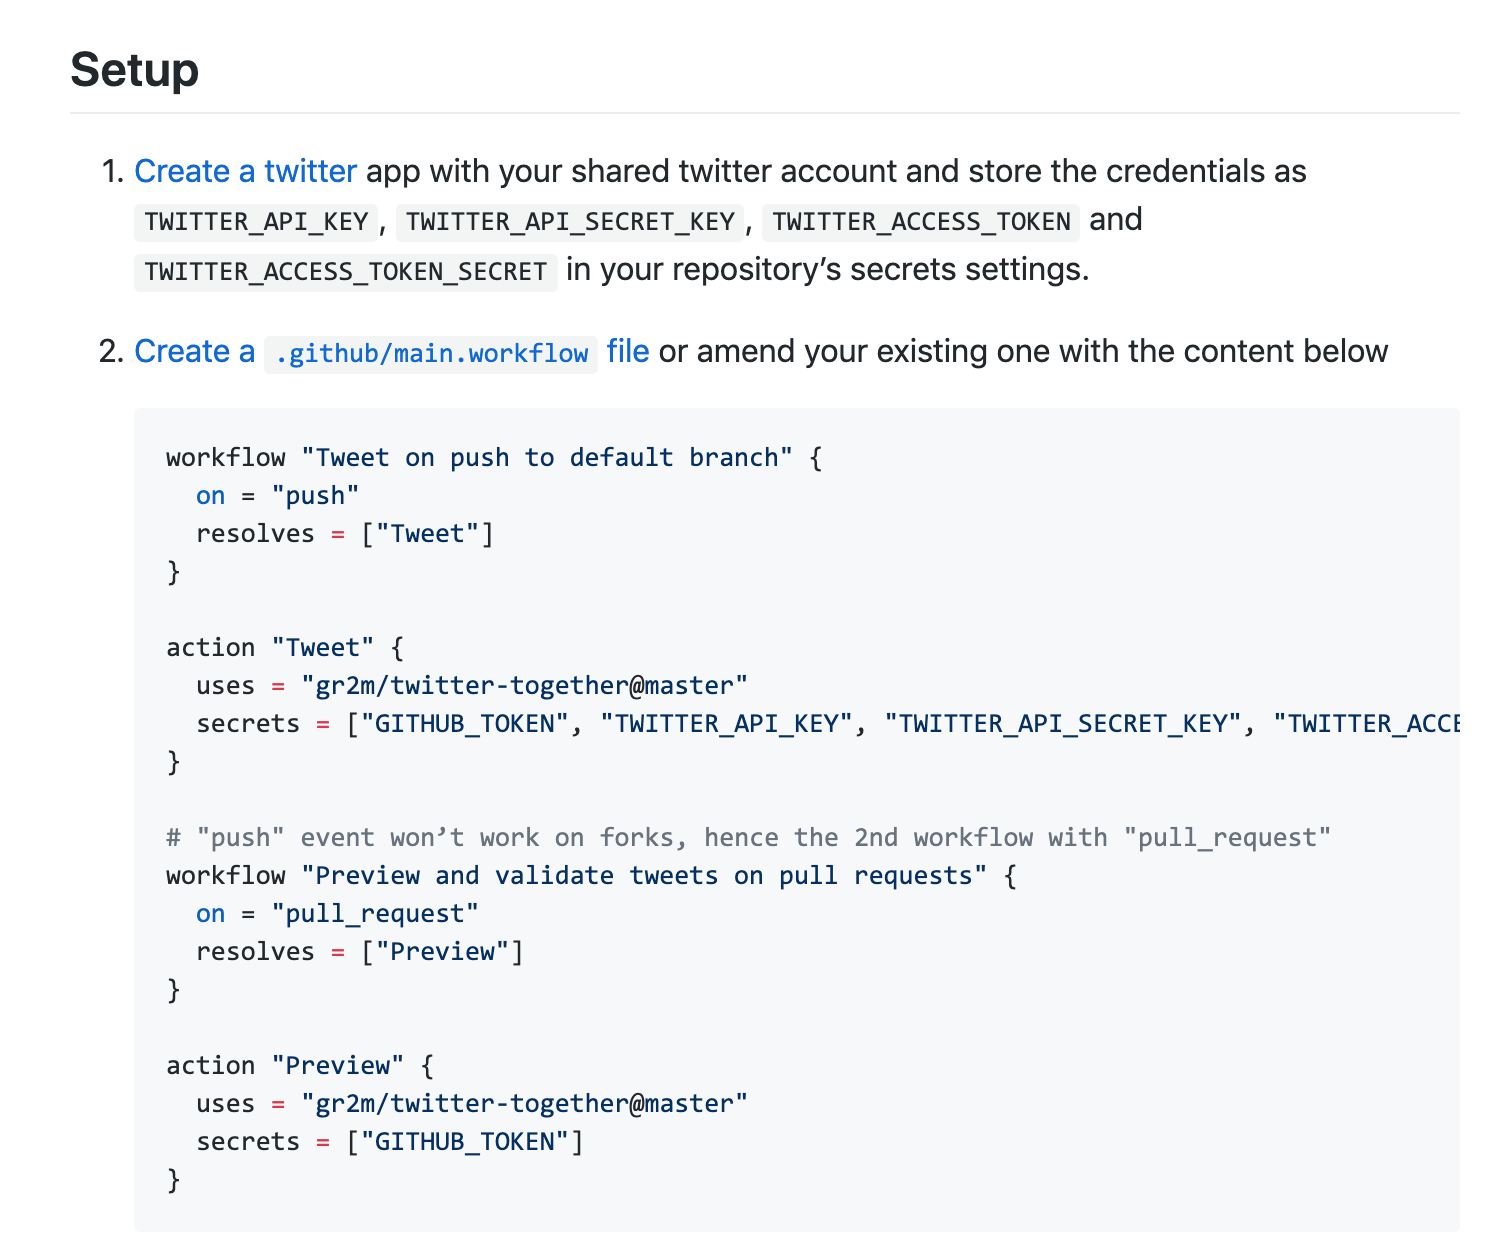 Setup
1. Create a twitter app with your shared twitter account and store the credentials as
TWITTER_API_KEY, TWITTER_API_SECRET_KEY, TWITTER_ACCESS_TOKEN and
TWITTER_ACCESS_TOKEN_SECRET in your repository’s secrets settings.
2. Create a .github/main.workflow file or amend your existing one with the content below
workflow "Tweet on push to default branch" {
  on = "push"
  resolves = ["Tweet"]
}
action "Tweet" {
  uses = "gr2m/twitter-together@master"
  secrets = ["GITHUB_TOKEN", "TWITTER_API_KEY", "TWITTER_API_SECRET_KEY", "TWITTER_ACCE
}
# "push" event won’t work on forks, hence the 2nd workflow with "pull_request"
workflow "Preview and validate tweets on pull requests" {
  on = "pull_request"
  resolves = ["Preview"]
}
action "Preview" {
  uses = "gr2m/twitter-together@master"
  secrets = ["GITHUB_TOKEN"]
}